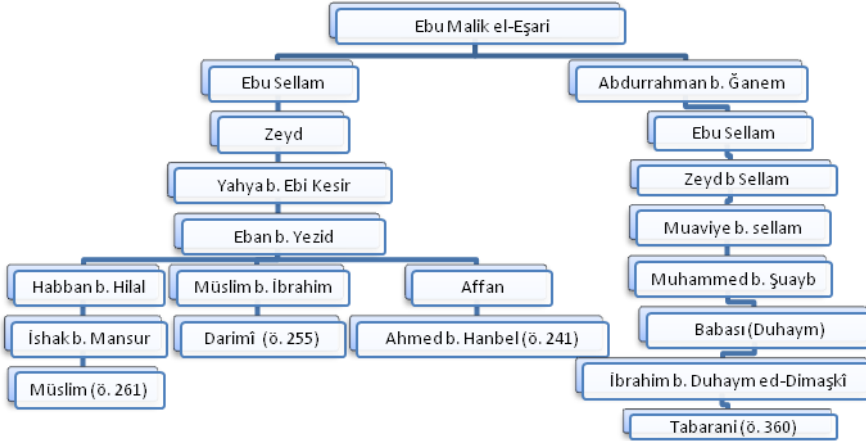 Ebu Malik el-Eşari
Ebu Sellam
Abdurrahman b. Ğanem
Zeyd
Ebu Sellam
Yahya b. Ebi Kesir
Zeyd b Sellam
Eban b. Yezid
Muaviye b. sellam
Habban b. Hilal
Müslim b. İbrahim
Affan
Muhammed b. Şuayb
İshak b. Mansur
Darimî (ö. 255)
Ahmed b. Hanbel (ö. 241)
Babası (Duhaym)
Müslim (ö. 261)
İbrahim b. Duhaym ed-Dimaşkî
Tabarani (ö. 360)